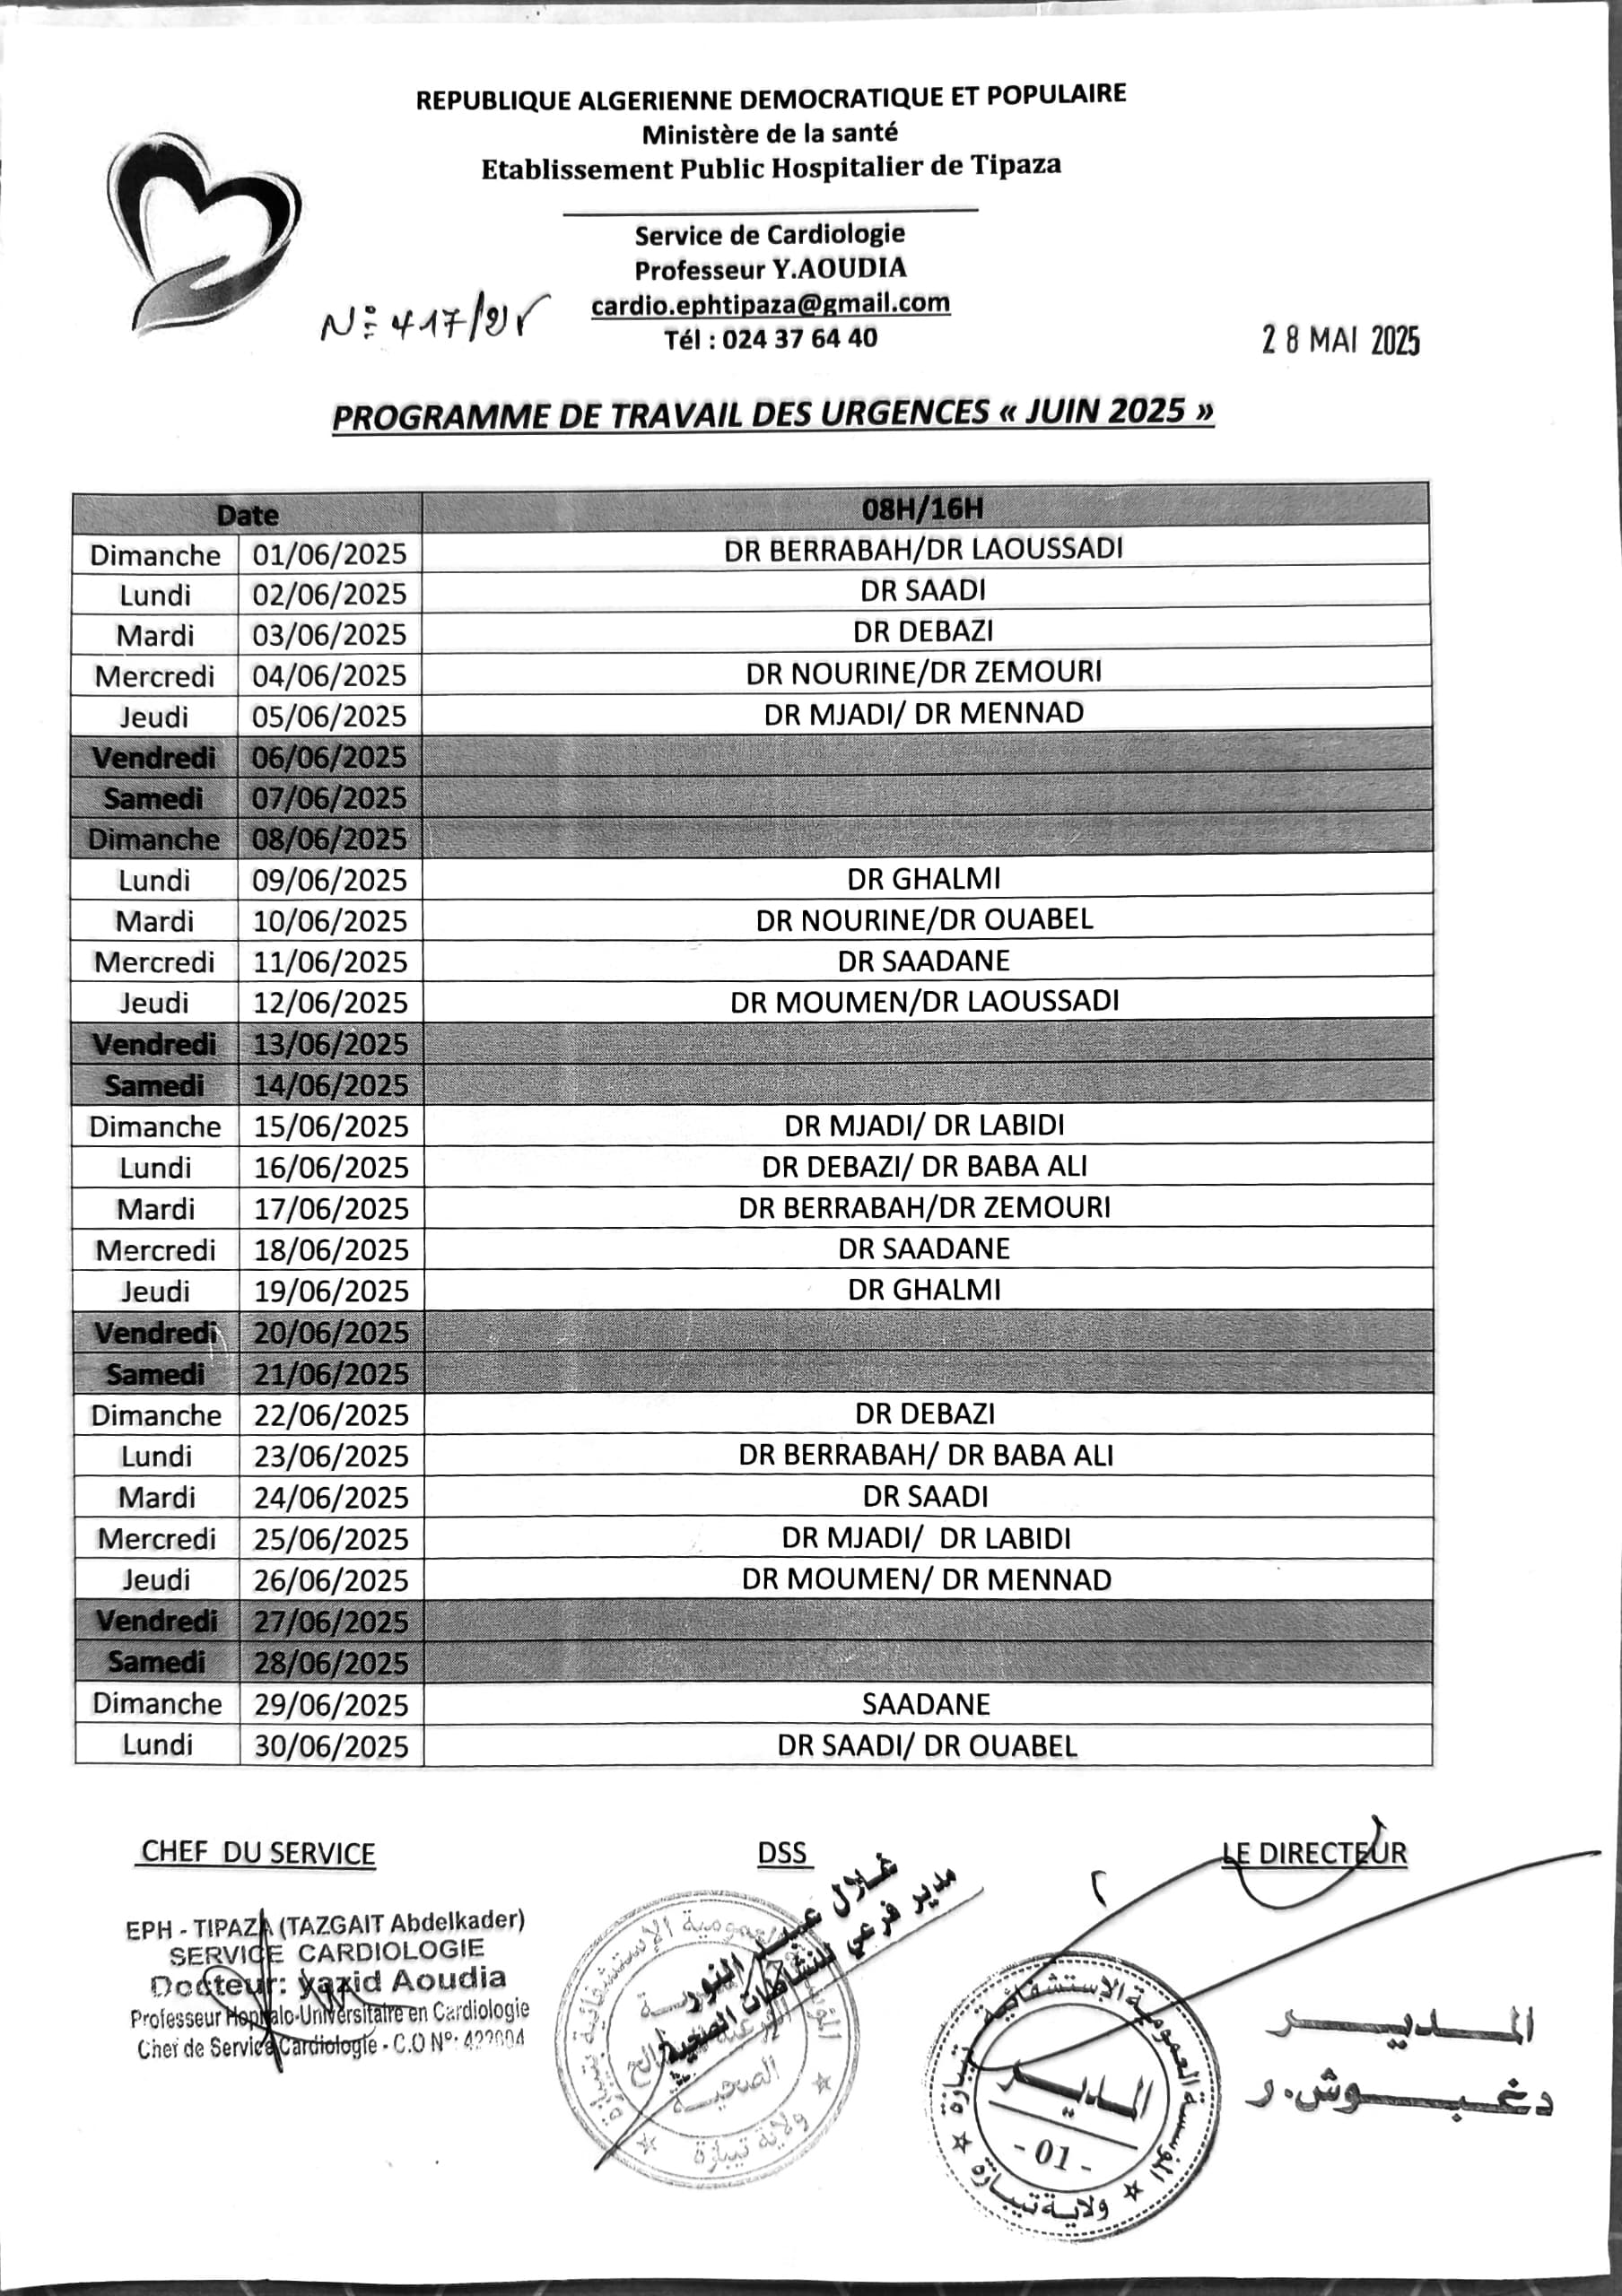 REPUBLIQUE ALGERIENNE DEMOCRATIQUE ET POPULAIRE
Ministère de la santé
Etablissement Public Hospitalier de Tipaza
Service de Cardiologie
Professeur Y.AOUDIA
cardio.ephtipaza@gmail.com
Tél : 024 37 64 40
N° 417/
28 MAI 2025
PROGRAMME DE TRAVAIL DES URGENCES « JUIN 2025 »
Date 08H/16H
Dimanche 01/06/2025 DR BERRABAH/DR LAOUSSADI
Lundi 02/06/2025 DR SAADI
Mardi 03/06/2025 DR DEBAZI
Mercredi 04/06/2025 DR NOURINE/DR ZEMOURI
Jeudi 05/06/2025 DR MJADI/ DR MENNAD
Vendredi 06/06/2025
Samedi 07/06/2025
Dimanche 08/06/2025
Lundi 09/06/2025 DR GHALMI
Mardi 10/06/2025 DR NOURINE/DR OUABEL
Mercredi 11/06/2025 DR SAADANE
Jeudi 12/06/2025 DR MOUMEN/DR LAOUSSADI
Vendredi 13/06/2025
Samedi 14/06/2025
Dimanche 15/06/2025 DR MJADI/ DR LABIDI
Lundi 16/06/2025 DR DEBAZI/ DR BABA ALI
Mardi 17/06/2025 DR BERRABAH/DR ZEMOURI
Mercredi 18/06/2025 DR SAADANE
Jeudi 19/06/2025 DR GHALMI
Vendredi 20/06/2025
Samedi 21/06/2025
Dimanche 22/06/2025 DR DEBAZI
Lundi 23/06/2025 DR BERRABAH/ DR BABA ALI
Mardi 24/06/2025 DR SAADI
Mercredi 25/06/2025 DR MJADI/ DR LABIDI
Jeudi 26/06/2025 DR MOUMEN/ DR MENNAD
Vendredi 27/06/2025
Samedi 28/06/2025
Dimanche 29/06/2025 SAADANE
Lundi 30/06/2025 DR SAADI/ DR OUABEL
CHEF DU SERVICE
DSS
LE DIRECTEUR
EPH - TIPAZA (TAZGAIT Abdelkader)
SERVICE CARDIOLOGIE
Docteur: Yazid Aoudia
Professeur Hospitalo-Universitaire en Cardiologie
Chef de Service Cardiologie - C.O N°:
عبد النور
مدير فرعي للنشاطات الصحية
الصحية
ولاية تيبازة
المؤسسة العمومية الإستشفائية تيبازة
المدير
- 01 -
ولاية تيبازة
المدير
دغبوش.ر